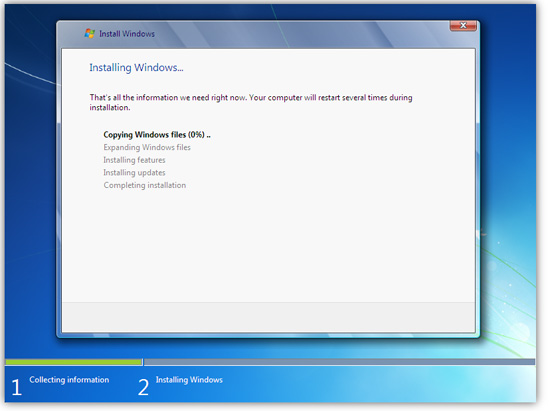 Install Windows
Installing Windows...
That's all the information we need right now. Your computer will restart several times during
installation.
Copying Windows files (0%) ..
Expanding Windows files
Installing features
Installing updates
Completing installation
1 Collecting information
2 Installing Windows